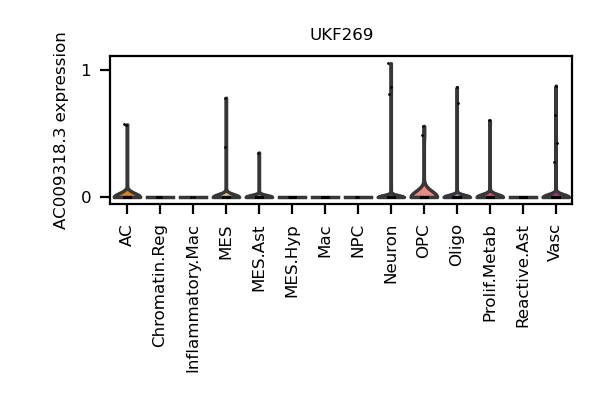 UKF269
AC009318.3 expression
1
0
AC
Chromatin.Reg
Inflammatory.Mac
MES
MES.Ast
MES.Hyp
Mac
NPC
Neuron
OPC
Oligo
Prolif.Metab
Reactive.Ast
Vasc